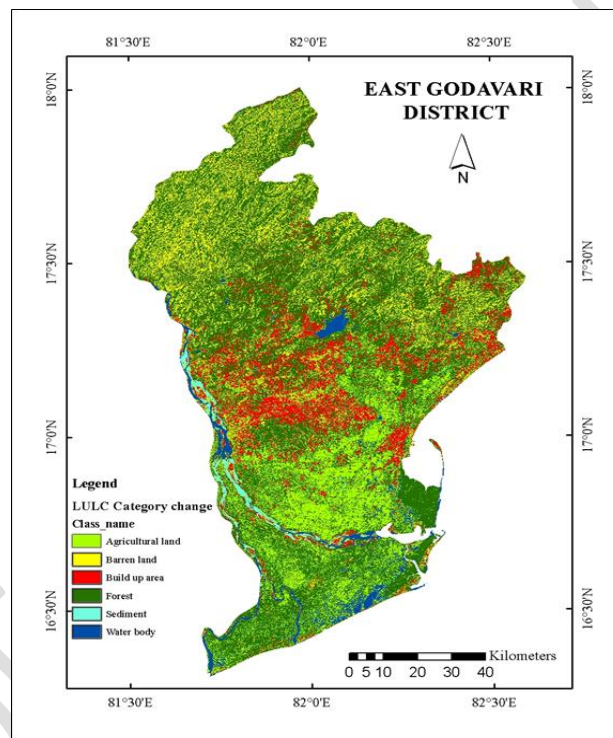 81°30'E 82°0'E 82°30'E
EAST GODAVARI
DISTRICT
N
18°0'N 18°0'N
17°30'N 17°30'N
17°0'N 17°0'N
16°30'N 16°30'N
Legend
LULC Category change
Class_name
Agricultural land
Barren land
Build up area
Forest
Sediment
Water body
Kilometers
0 5 10 20 30 40
81°30'E 82°0'E 82°30'E